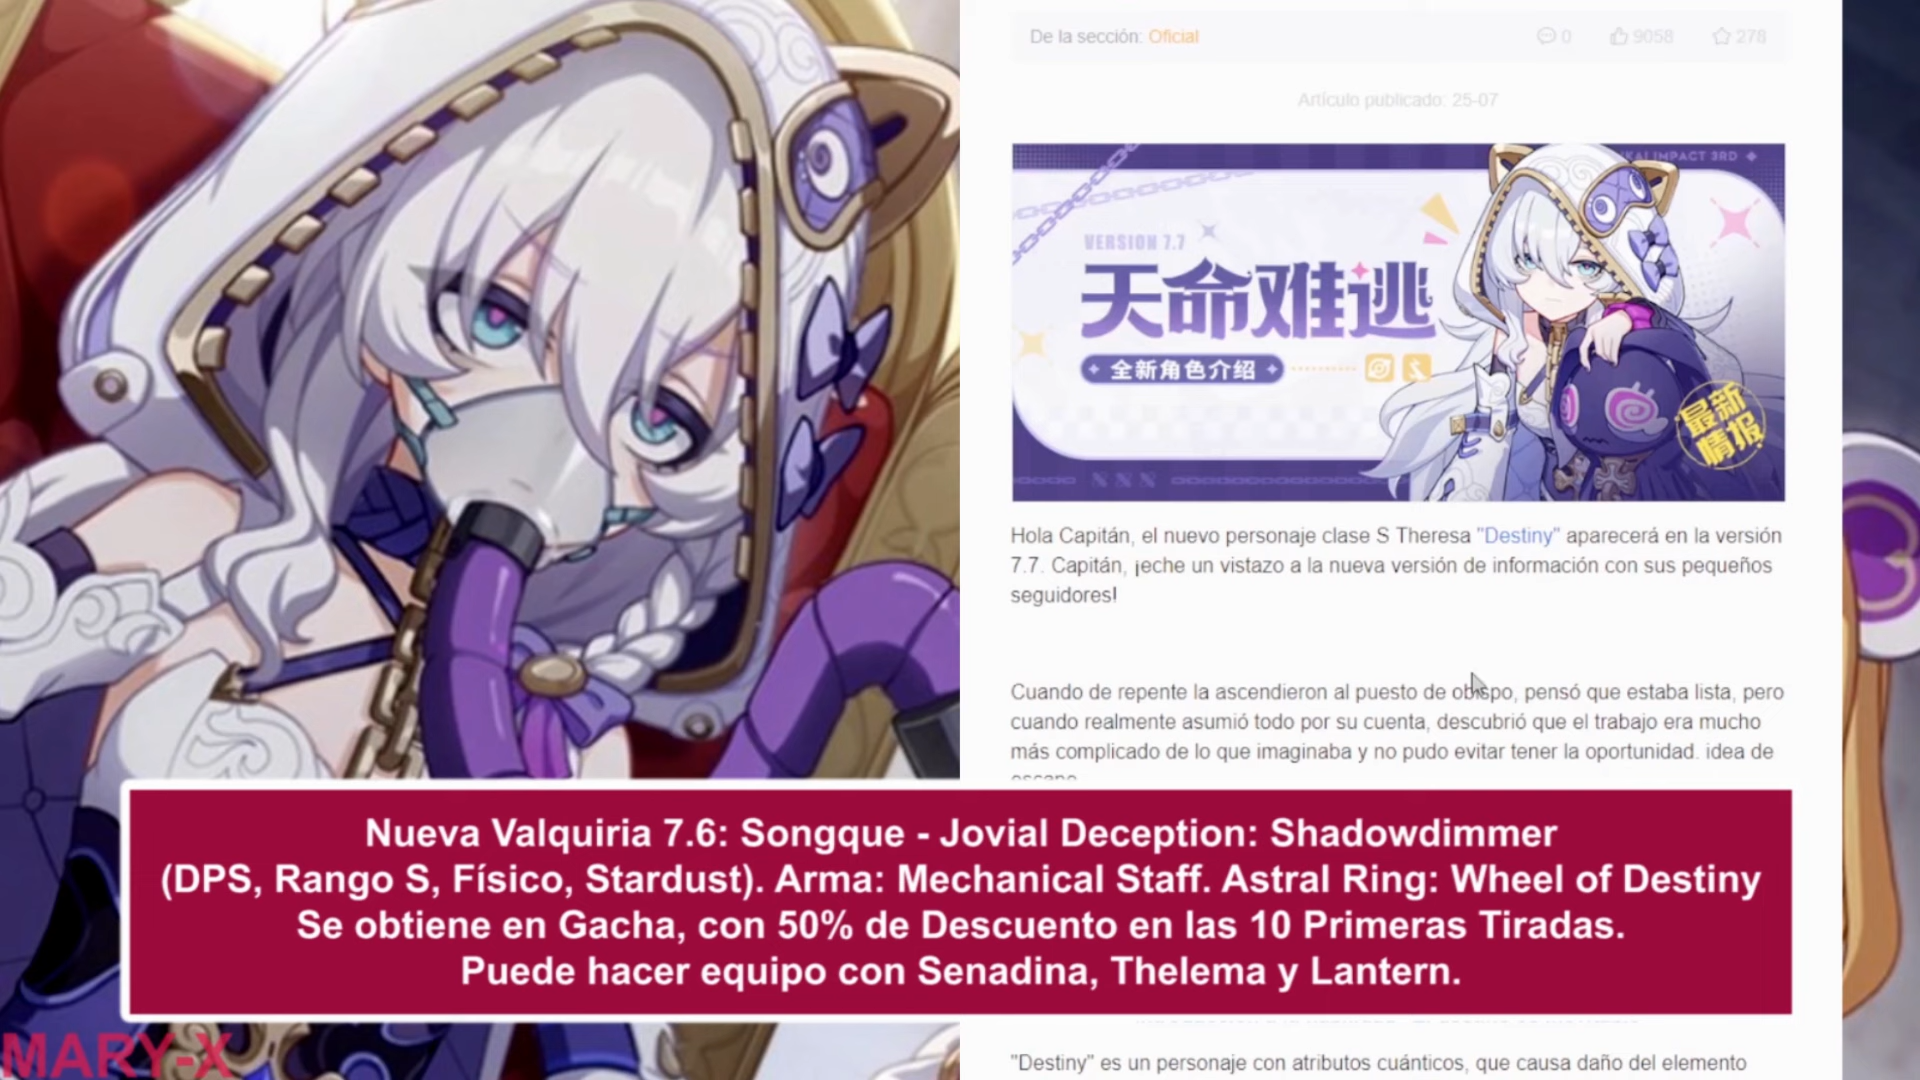 De la sección: Oficial
0 9058 278
Artículo publicado: 25-07
KAI IMPACT 3RD
VERSION 7.7
天命难逃
全新角色介绍
最新
情报
Hola Capitán, el nuevo personaje clase S Theresa "Destiny" aparecerá en la versión
7.7. Capitán, ¡eche un vistazo a la nueva versión de información con sus pequeños
seguidores!
Cuando de repente la ascendieron al puesto de obispo, pensó que estaba lista, pero
cuando realmente asumió todo por su cuenta, descubrió que el trabajo era mucho
más complicado de lo que imaginaba y no pudo evitar tener la oportunidad. idea de
Nueva Valquiria 7.6: Songque - Jovial Deception: Shadowdimmer
(DPS, Rango S, Físico, Stardust). Arma: Mechanical Staff. Astral Ring: Wheel of Destiny
Se obtiene en Gacha, con 50% de Descuento en las 10 Primeras Tiradas.
Puede hacer equipo con Senadina, Thelema y Lantern.
MARY-X
"Destiny" es un personaje con atributos cuánticos, que causa daño del elemento